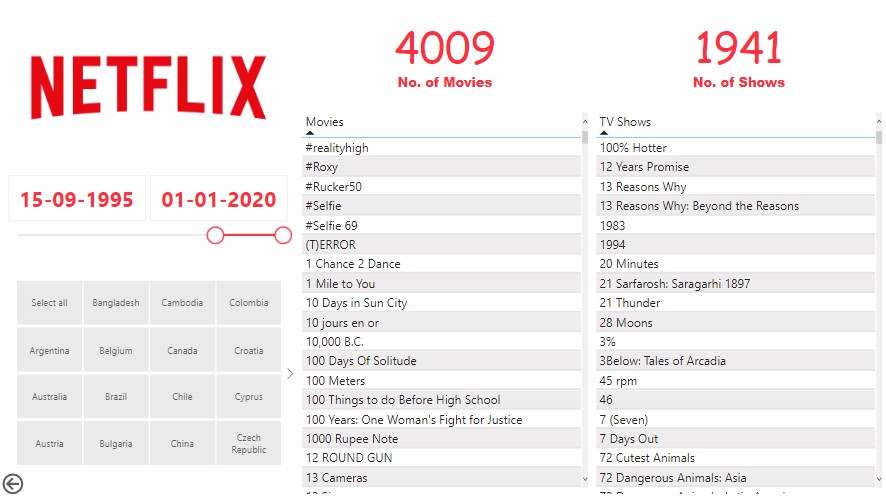 NETFLIX
4009
No. of Movies
1941
No. of Shows
15-09-1995
01-01-2020
Select all
Bangladesh
Cambodia
Colombia
Argentina
Belgium
Canada
Croatia
Australia
Brazil
Chile
Cyprus
Austria
Bulgaria
China
Czech
Republic
Movies
#realityhigh
#Roxy
#Rucker50
#Selfie
#Selfie 69
(T)ERROR
1 Chance 2 Dance
1 Mile to You
10 Days in Sun City
10 jours en or
10,000 B.C.
100 Days Of Solitude
100 Meters
100 Things to do Before High School
100 Years: One Woman's Fight for Justice
1000 Rupee Note
12 ROUND GUN
13 Cameras
TV Shows
100% Hotter
12 Years Promise
13 Reasons Why
13 Reasons Why: Beyond the Reasons
1983
1994
20 Minutes
21 Sarfarosh: Saragarhi 1897
21 Thunder
28 Moons
3%
3Below: Tales of Arcadia
45 rpm
46
7 (Seven)
7 Days Out
72 Cutest Animals
72 Dangerous Animals: Asia